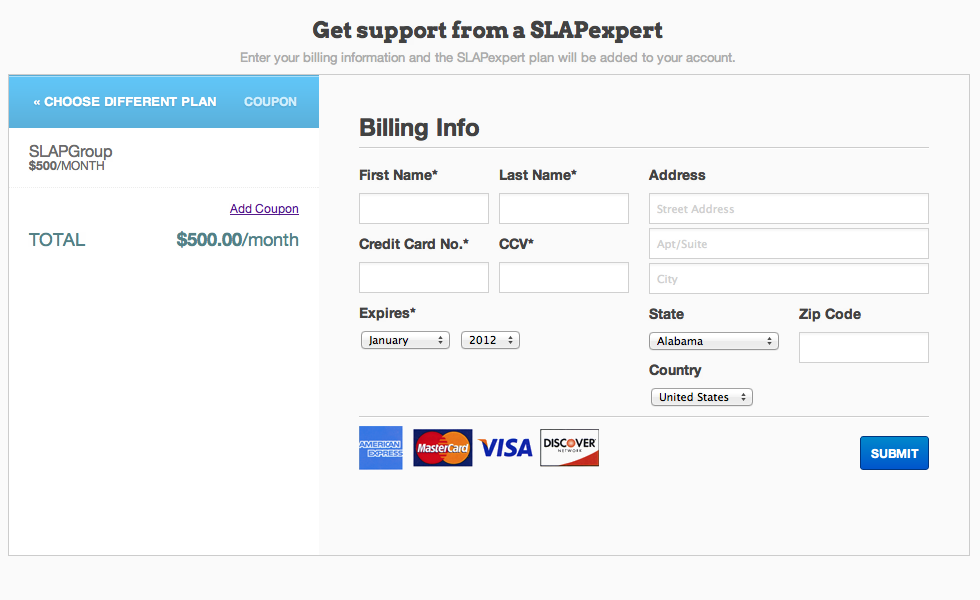 Get support from a SLAPexpert
Enter your billing information and the SLAPexpert plan will be added to your account.
« CHOOSE DIFFERENT PLAN COUPON
SLAPGroup
$500/MONTH
Add Coupon
TOTAL $500.00/month
Billing Info
First Name* Last Name*
Credit Card No.* CCV*
Expires*
January 2012
Address
Street Address
Apt/Suite
City
State Zip Code
Alabama
Country
United States
AMERICAN EXPRESS MasterCard VISA DISCOVER NETWORK
SUBMIT